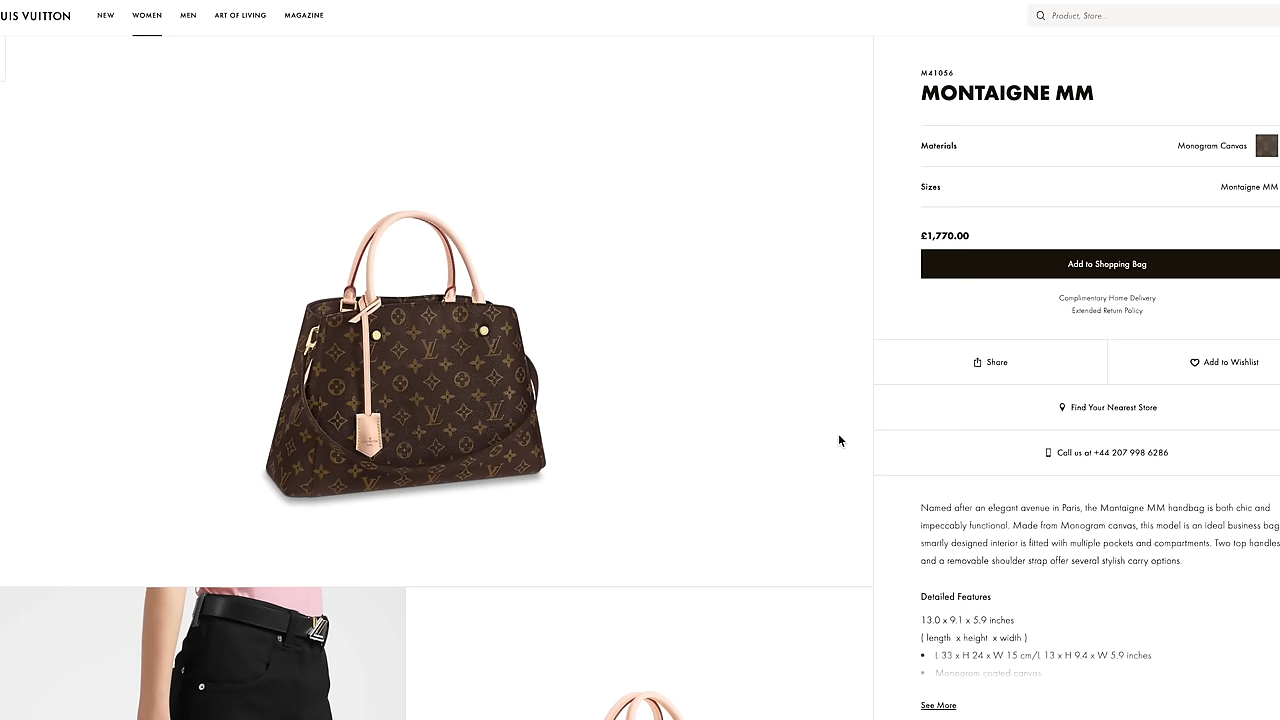 UIS VUITTON
NEW
WOMEN
MEN
ART OF LIVING
MAGAZINE
Product, Store...
M41056
MONTAIGNE MM
Materials
Monogram Canvas
Sizes
Montaigne MM
£1,770.00
Add to Shopping Bag
Complimentary Home Delivery
Extended Return Policy
Share
Add to Wishlist
Find Your Nearest Store
Call us at +44 207 998 6286
Named after an elegant avenue in Paris, the Montaigne MM handbag is both chic and
impeccably functional. Made from Monogram canvas, this model is an ideal business bag
smartly designed interior is fitted with multiple pockets and compartments. Two top handles
and a removable shoulder strap offer several stylish carry options.
Detailed Features
13.0 x 9.1 x 5.9 inches
( length x height x width )
• L 33 x H 24 x W 15 cm/L 13 x H 9.4 x W 5.9 inches
• Monogram coated canvas
See More